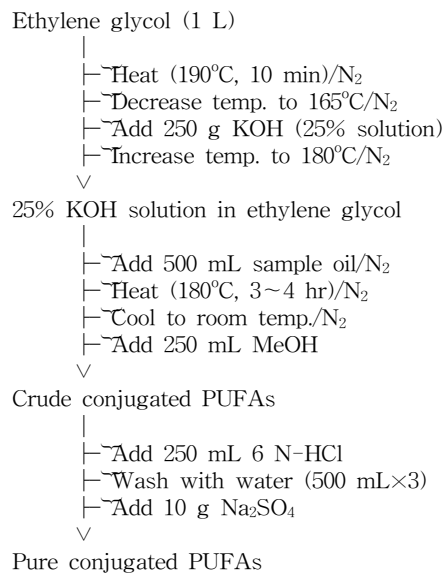 Ethylene glycol (1 L)
Heat (190℃, 10 min)/N₂
Decrease temp. to 165℃/N₂
Add 250 g KOH (25% solution)
Increase temp. to 180℃/N₂
25% KOH solution in ethylene glycol
Add 500 mL sample oil/N₂
Heat (180℃, 3~4 hr)/N₂
Cool to room temp./N₂
Add 250 mL MeOH
Crude conjugated PUFAs
Add 250 mL 6 N-HCl
Wash with water (500 mL×3)
Add 10 g Na₂SO₄
Pure conjugated PUFAs